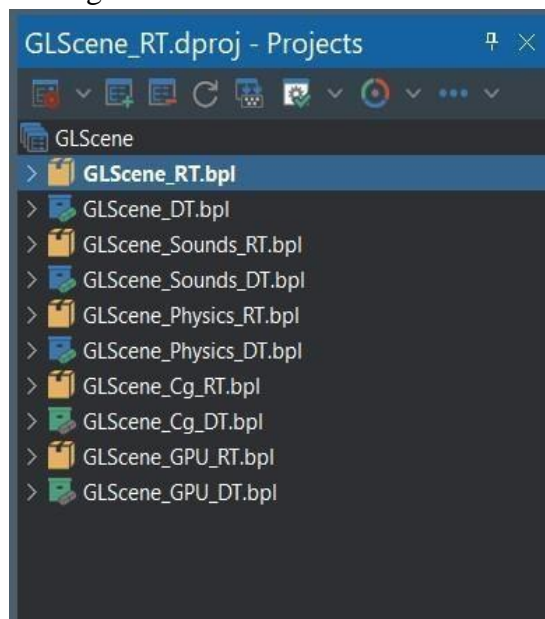 GLScene_RT.dproj - Projects
GLScene
GLScene_RT.bpl
GLScene_DT.bpl
GLScene_Sounds_RT.bpl
GLScene_Sounds_DT.bpl
GLScene_Physics_RT.bpl
GLScene_Physics_DT.bpl
GLScene_Cg_RT.bpl
GLScene_Cg_DT.bpl
GLScene_GPU_RT.bpl
GLScene_GPU_DT.bpl